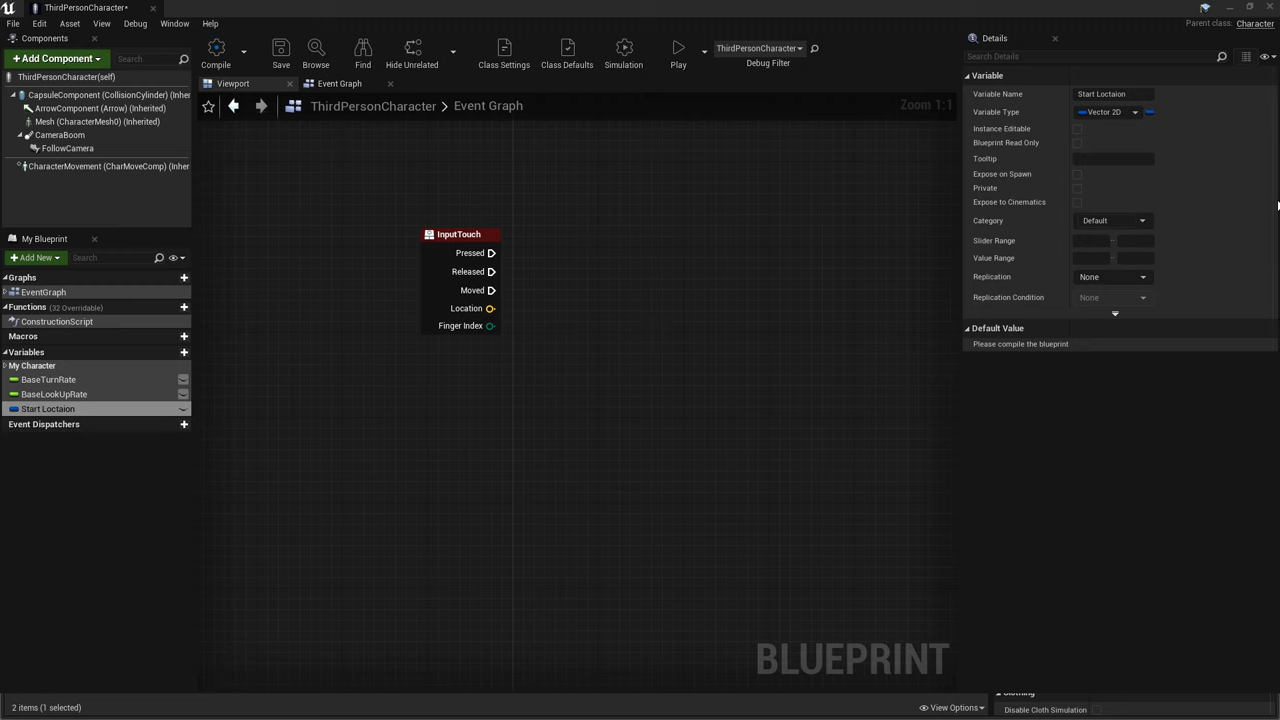 ThirdPersonCharacter*
Parent class: Character
File Edit Asset View Debug Window Help
Components
Add Component
Search
ThirdPersonCharacter(self)
CapsuleComponent (CollisionCylinder) (Inher
ArrowComponent (Arrow) (Inherited)
Mesh (CharacterMesh0) (Inherited)
CameraBoom
FollowCamera
CharacterMovement (CharMoveComp) (Inher
Compile
Save
Browse
Find
Hide Unrelated
Class Settings
Class Defaults
Simulation
Play
ThirdPersonCharacter
Debug Filter
Viewport
Event Graph
ThirdPersonCharacter > Event Graph
Zoom 1:1
InputTouch
Pressed
Released
Moved
Location
Finger Index
BLUEPRINT
My Blueprint
Add New
Search
Graphs
EventGraph
Functions (32 Overridable)
ConstructionScript
Macros
Variables
My Character
BaseTurnRate
BaseLookUpRate
Start Loctaion
Event Dispatchers
Details
Search Details
Variable
Variable Name Start Loctaion
Variable Type Vector 2D
Instance Editable
Blueprint Read Only
Tooltip
Expose on Spawn
Private
Expose to Cinematics
Category Default
Slider Range
Value Range
Replication None
Replication Condition None
Default Value
Please compile the blueprint
2 items (1 selected)
View Options
Clothing
Disable Cloth Simulation